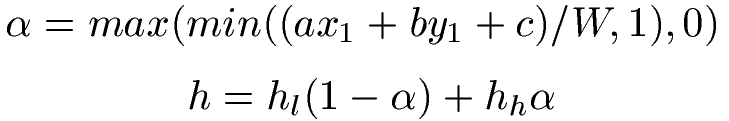 α = max(min((ax₁ + by₁ + c)/W, 1), 0)
h = hₗ(1 − α) + hₕα